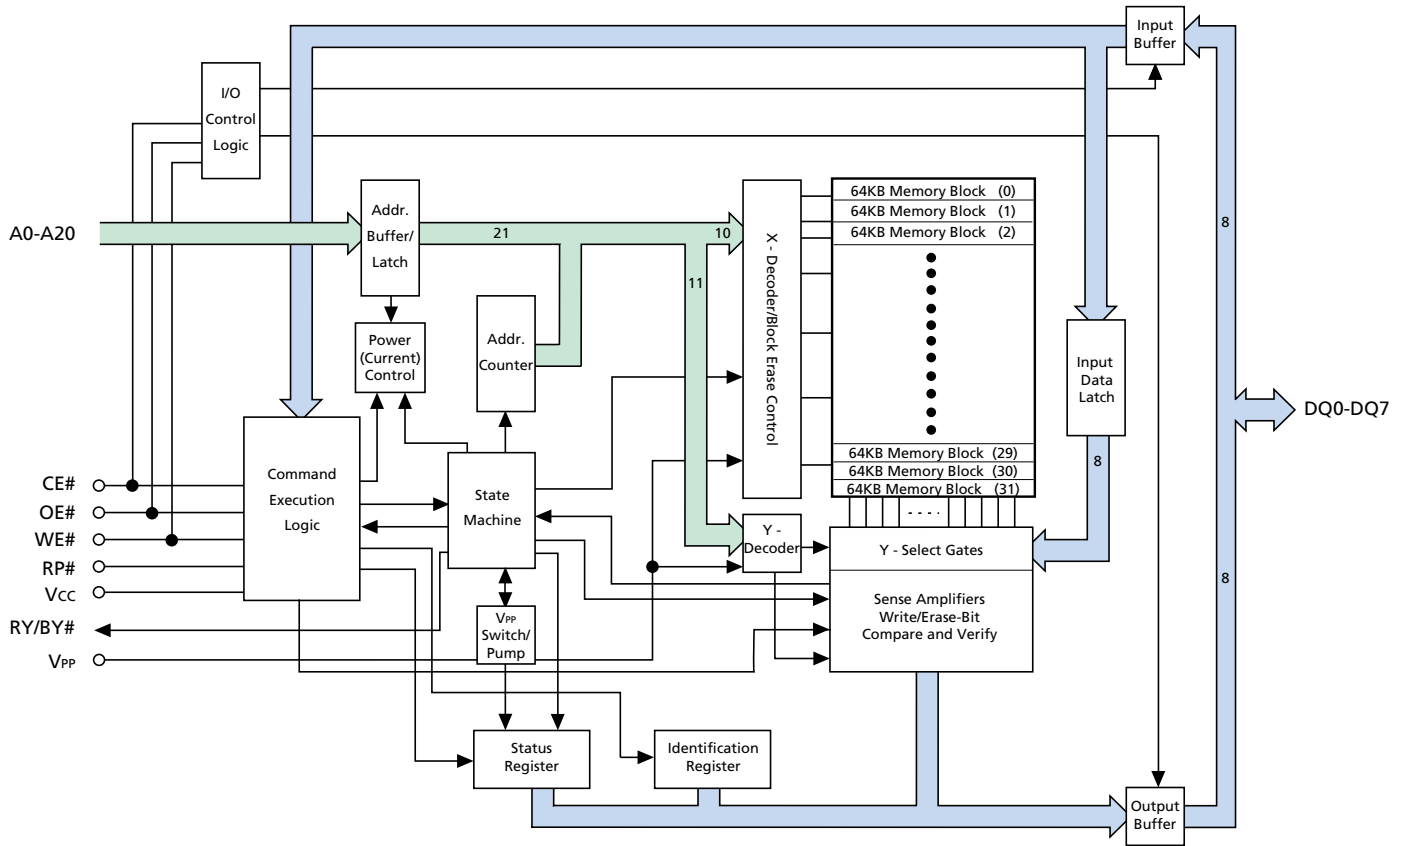 Input
Buffer
I/O
Control
Logic
A0-A20
Addr.
Buffer/
Latch
21
10
11
X - Decoder/Block Erase Control
64KB Memory Block (0)
64KB Memory Block (1)
64KB Memory Block (2)
64KB Memory Block (29)
64KB Memory Block (30)
64KB Memory Block (31)
8
Power
(Current)
Control
Addr.
Counter
Input
Data
Latch
8
DQ0-DQ7
CE#
OE#
WE#
RP#
VCC
RY/BY#
VPP
Command
Execution
Logic
State
Machine
Y -
Decoder
Y - Select Gates
Sense Amplifiers
Write/Erase-Bit
Compare and Verify
8
VPP
Switch/
Pump
Status
Register
Identification
Register
Output
Buffer